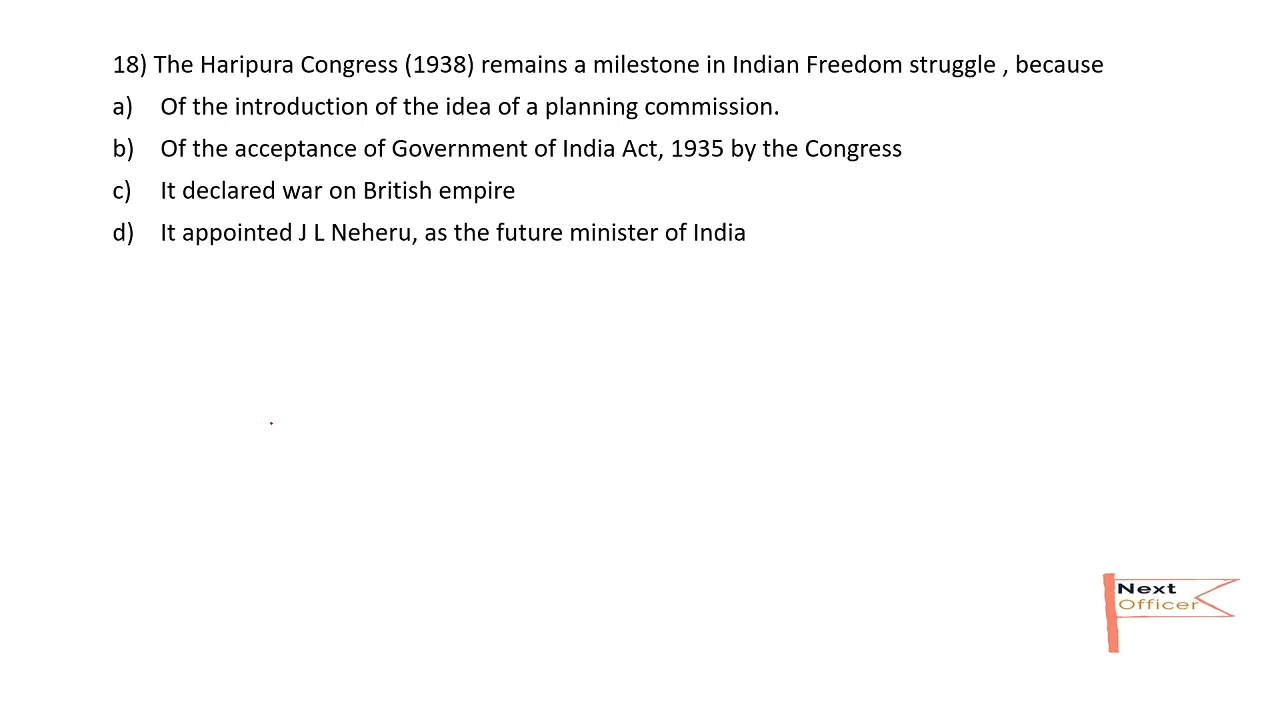 18) The Haripura Congress (1938) remains a milestone in Indian Freedom struggle , because
a) Of the introduction of the idea of a planning commission.
b) Of the acceptance of Government of India Act, 1935 by the Congress
c) It declared war on British empire
d) It appointed J L Neheru, as the future minister of India
Next
Officer